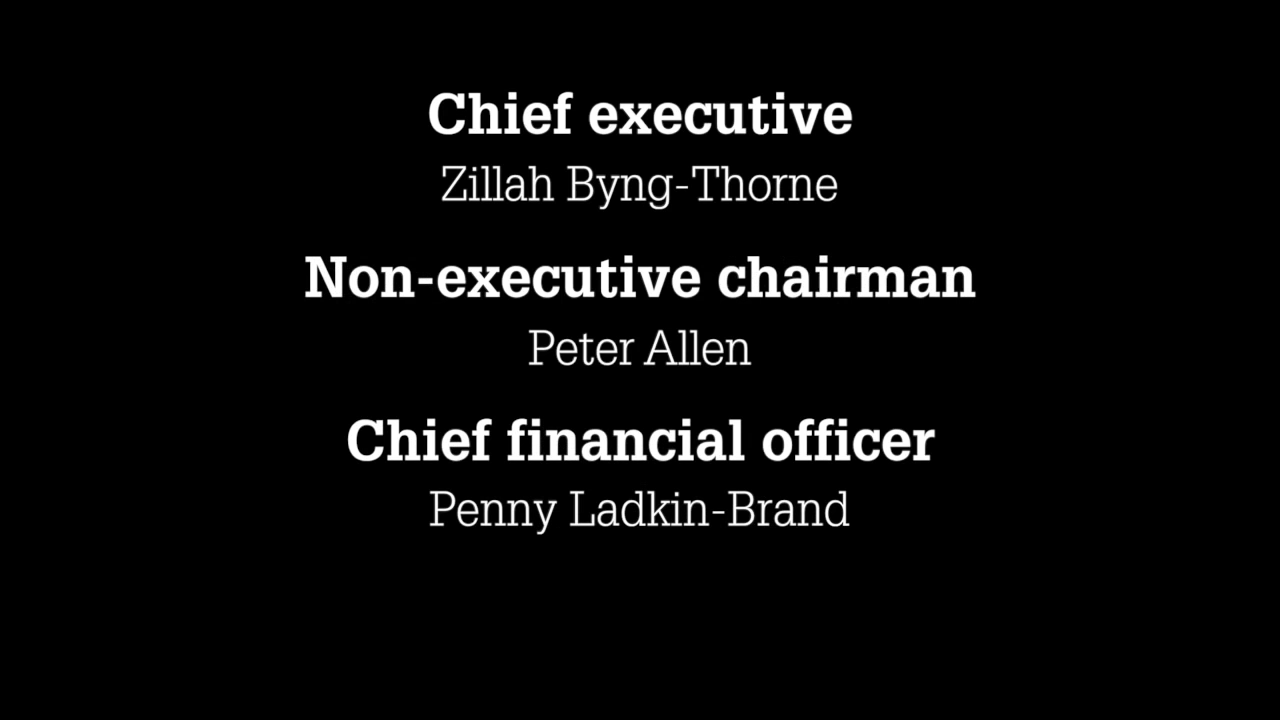 Chief executive
Zillah Byng-Thorne
Non-executive chairman
Peter Allen
Chief financial officer
Penny Ladkin-Brand